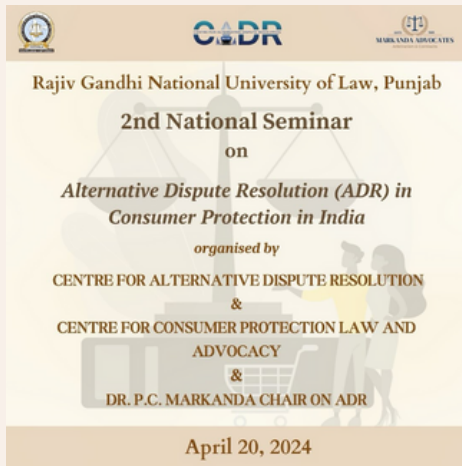 CADR
MARKANDA ADVOCATES
Rajiv Gandhi National University of Law, Punjab
2nd National Seminar
on
Alternative Dispute Resolution (ADR) in
Consumer Protection in India
organised by
CENTRE FOR ALTERNATIVE DISPUTE RESOLUTION
&
CENTRE FOR CONSUMER PROTECTION LAW AND
ADVOCACY
&
DR. P.C. MARKANDA CHAIR ON ADR
April 20, 2024